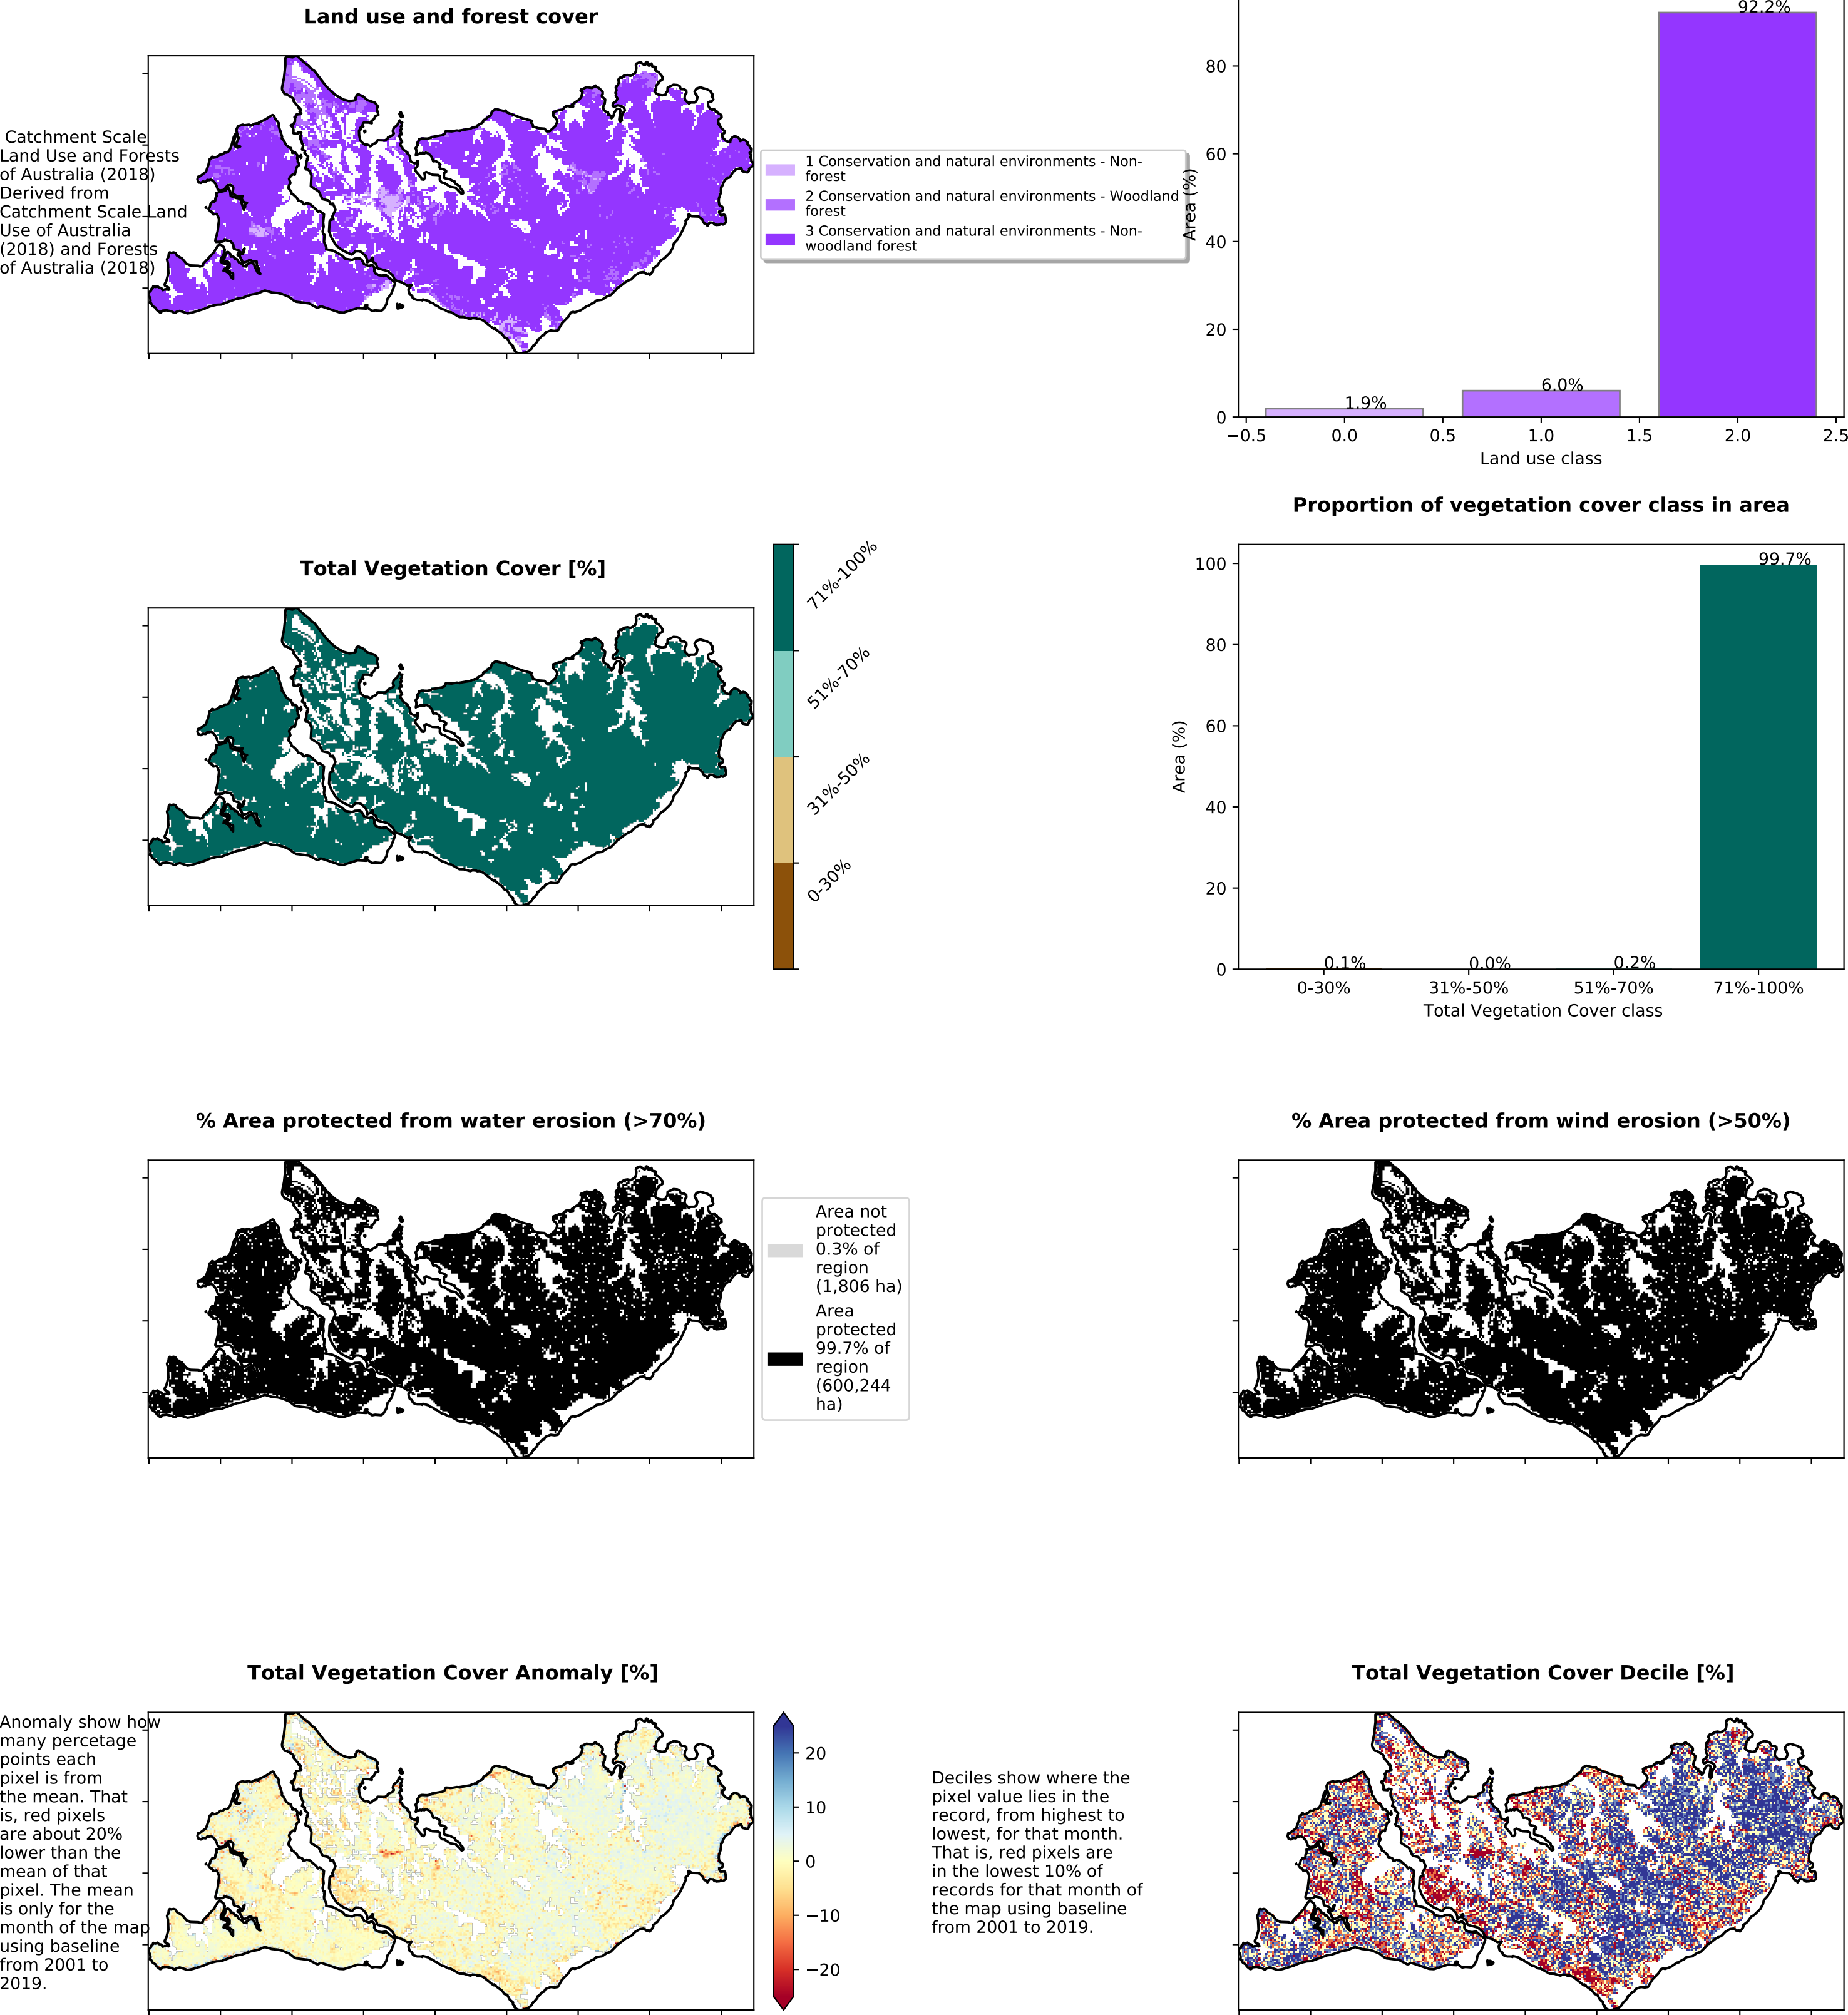 Land use and forest cover
Catchment Scale
Land Use and Forests
of Australia (2018)
Derived from
Catchment Scale Land
Use of Australia
(2018) and Forests
of Australia (2018)
1 Conservation and natural environments - Non-
forest
2 Conservation and natural environments - Woodland
forest
3 Conservation and natural environments - Non-
woodland forest
Area (%)
80
60
40
20
0
1.9%
6.0%
92.2%
−0.5
0.0
0.5
1.0
1.5
2.0
2.5
Land use class
Total Vegetation Cover [%]
71%-100%
51%-70%
31%-50%
0-30%
Proportion of vegetation cover class in area
Area (%)
100
80
60
40
20
0
0.1%
0.0%
0.2%
99.7%
0-30%
31%-50%
51%-70%
71%-100%
Total Vegetation Cover class
% Area protected from water erosion (>70%)
Area not
protected
0.3% of
region
(1,806 ha)
Area
protected
99.7% of
region
(600,244
ha)
% Area protected from wind erosion (>50%)
Total Vegetation Cover Anomaly [%]
Anomaly show how
many percetage
points each
pixel is from
the mean. That
is, red pixels
are about 20%
lower than the
mean of that
pixel. The mean
is only for the
month of the map
using baseline
from 2001 to
2019.
20
10
0
−10
−20
Total Vegetation Cover Decile [%]
Deciles show where the
pixel value lies in the
record, from highest to
lowest, for that month.
That is, red pixels are
in the lowest 10% of
records for that month of
the map using baseline
from 2001 to 2019.